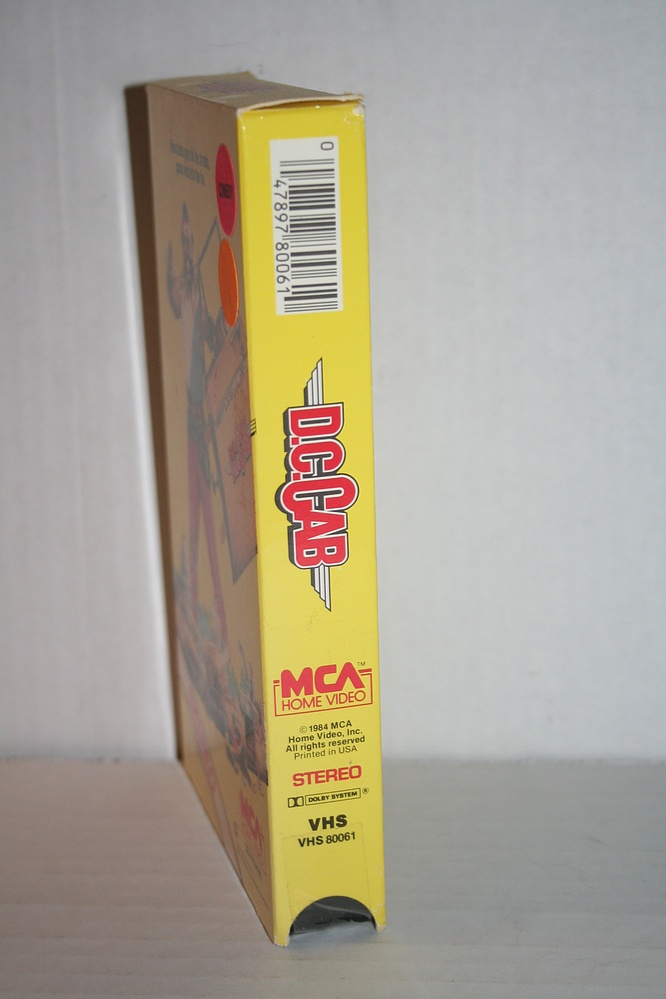 0
47897 80061
D.C. CAB
MCA™
HOME VIDEO
© 1984 MCA
Home Video, Inc.
All rights reserved
Printed in USA
STEREO
DOLBY SYSTEM ®
VHS
VHS 80061
MCA